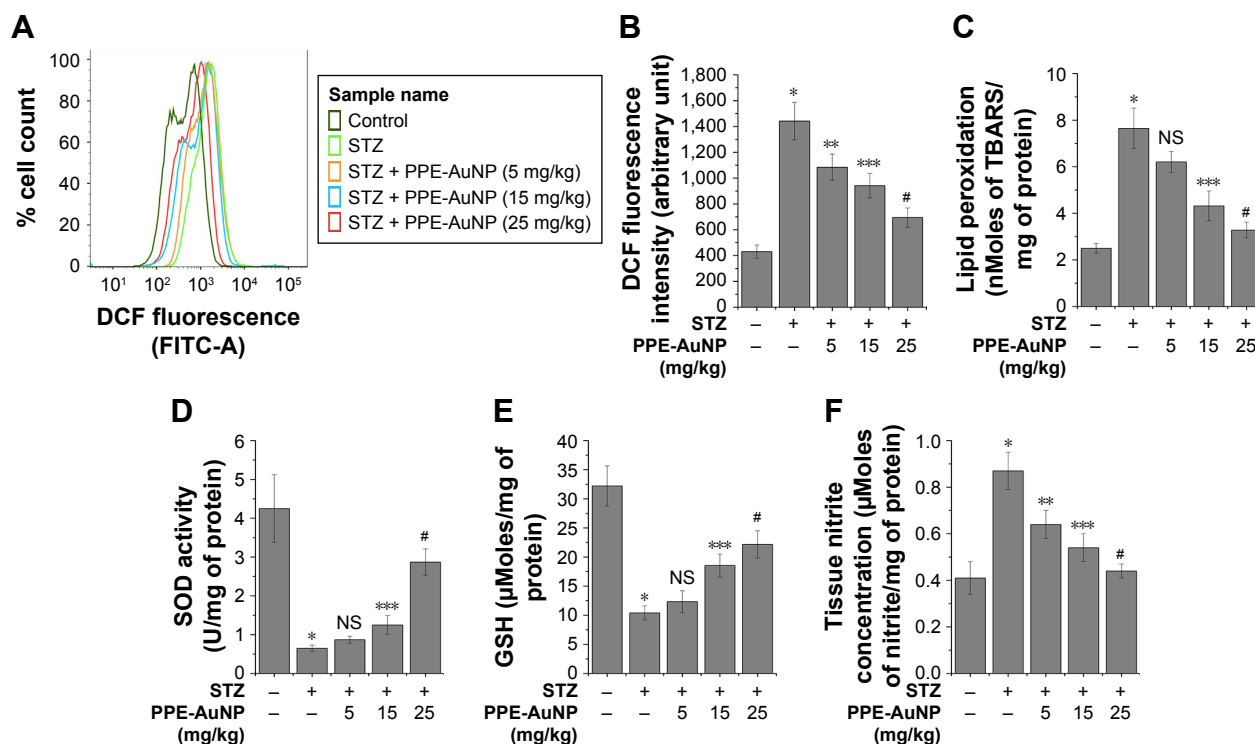 A
% cell count
100
80
60
40
20
0
10¹ 10² 10³ 10⁴ 10⁵
DCF fluorescence
(FITC-A)
Sample name
Control
STZ
STZ + PPE-AuNP (5 mg/kg)
STZ + PPE-AuNP (15 mg/kg)
STZ + PPE-AuNP (25 mg/kg)
B
DCF fluorescence
intensity (arbitrary unit)
1,800
1,600
1,400
1,200
1,000
800
600
400
200
0
* ** *** #
STZ – + + + +
PPE-AuNP – – 5 15 25
(mg/kg)
C
Lipid peroxidation
(nMoles of TBARS/
mg of protein)
10
8
6
4
2
0
* NS *** #
STZ – + + + +
PPE-AuNP – – 5 15 25
(mg/kg)
D
SOD activity
(U/mg of protein)
6
5
4
3
2
1
0
* NS *** #
STZ – + + + +
PPE-AuNP – – 5 15 25
(mg/kg)
E
GSH (µMoles/mg of
protein)
40
35
30
25
20
15
10
5
0
* NS *** #
STZ – + + + +
PPE-AuNP – – 5 15 25
(mg/kg)
F
Tissue nitrite
concentration (µMoles
of nitrite/mg of protein)
1.0
0.8
0.6
0.4
0.2
0.0
* ** *** #
STZ – + + + +
PPE-AuNP – – 5 15 25
(mg/kg)